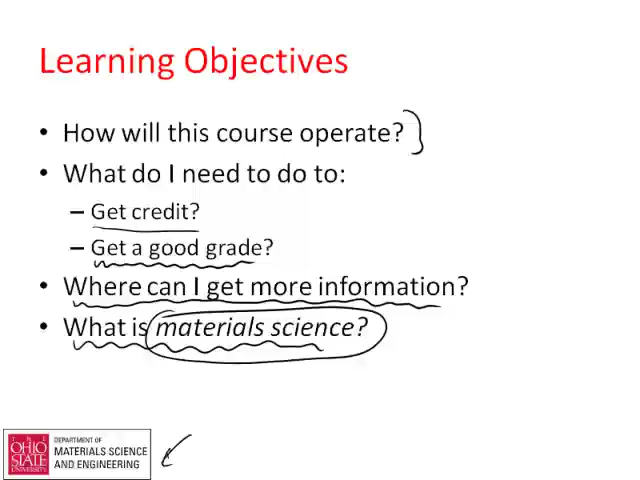 Learning Objectives
• How will this course operate?
• What do I need to do to:
– Get credit?
– Get a good grade?
• Where can I get more information?
• What is materials science?
THE
OHIO
STATE
UNIVERSITY
DEPARTMENT OF
MATERIALS SCIENCE
AND ENGINEERING